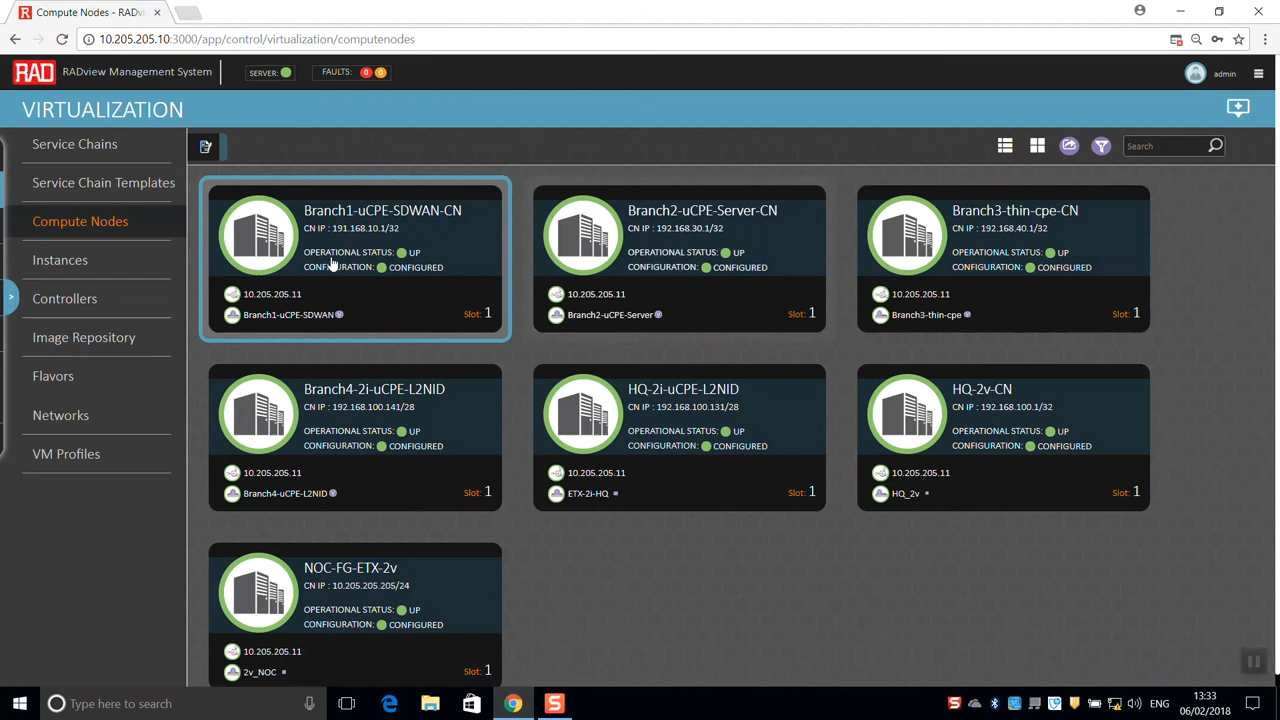 R Compute Nodes - RADvi
10.205.205.10:3000/app/control/virtualization/computenodes
RAD RADview Management System SERVER: FAULTS: 0 0 admin
VIRTUALIZATION
Service Chains
Service Chain Templates
Compute Nodes
Instances
Controllers
Image Repository
Flavors
Networks
VM Profiles
Search
Branch1-uCPE-SDWAN-CN
CN IP : 191.168.10.1/32
OPERATIONAL STATUS: UP
CONFIGURATION: CONFIGURED
10.205.205.11
Branch1-uCPE-SDWAN V Slot: 1
Branch2-uCPE-Server-CN
CN IP : 192.168.30.1/32
OPERATIONAL STATUS: UP
CONFIGURATION: CONFIGURED
10.205.205.11
Branch2-uCPE-Server V Slot: 1
Branch3-thin-cpe-CN
CN IP : 192.168.40.1/32
OPERATIONAL STATUS: UP
CONFIGURATION: CONFIGURED
10.205.205.11
Branch3-thin-cpe V Slot: 1
Branch4-2i-uCPE-L2NID
CN IP : 192.168.100.141/28
OPERATIONAL STATUS: UP
CONFIGURATION: CONFIGURED
10.205.205.11
Branch4-uCPE-L2NID V Slot: 1
HQ-2i-uCPE-L2NID
CN IP : 192.168.100.131/28
OPERATIONAL STATUS: UP
CONFIGURATION: CONFIGURED
10.205.205.11
ETX-2i-HQ Slot: 1
HQ-2v-CN
CN IP : 192.168.100.1/32
OPERATIONAL STATUS: UP
CONFIGURATION: CONFIGURED
10.205.205.11
HQ_2v Slot: 1
NOC-FG-ETX-2v
CN IP : 10.205.205.205/24
OPERATIONAL STATUS: UP
CONFIGURATION: CONFIGURED
10.205.205.11
2v_NOC Slot: 1
Type here to search
ENG
13:33
06/02/2018